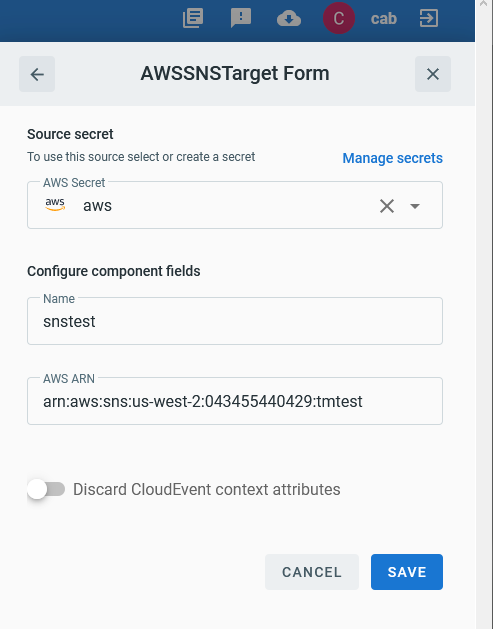 C cab
AWSSNSTarget Form
Source secret
To use this source select or create a secret
Manage secrets
AWS Secret
aws aws
Configure component fields
Name
snstest
AWS ARN
arn:aws:sns:us-west-2:043455440429:tmtest
Discard CloudEvent context attributes
CANCEL SAVE